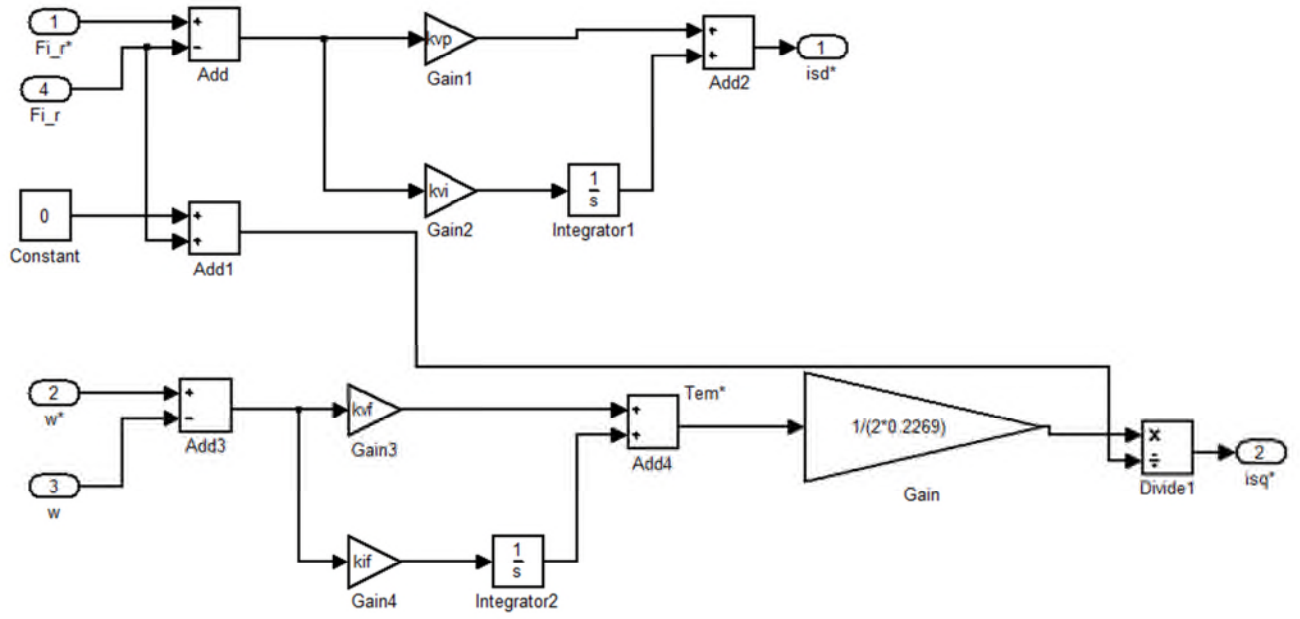 1
Fi_r*
4
Fi_r
+
-
Add
kvp
Gain1
+
+
Add2
1
isd*
kvi
Gain2
1
s
Integrator1
0
Constant
+
+
Add1
2
w*
3
w
+
-
Add3
kvf
Gain3
kif
Gain4
1
s
Integrator2
+
+
Add4
Tem*
1/(2*0.2269)
Gain
×
÷
Divide1
2
isq*